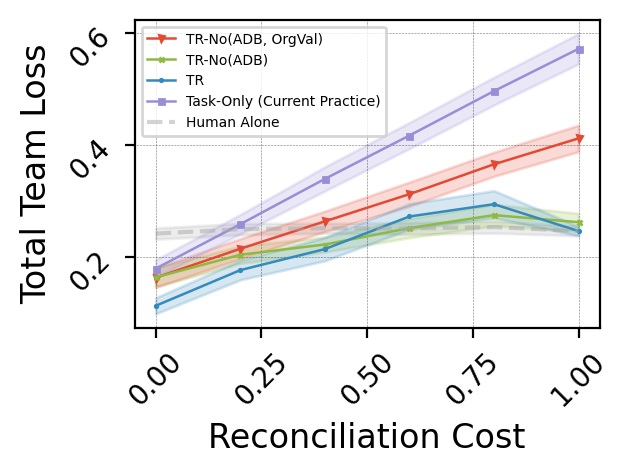 TR-No(ADB, OrgVal)
TR-No(ADB)
TR
Task-Only (Current Practice)
Human Alone
Total Team Loss
0.6
0.4
0.2
0.00
0.25
0.50
0.75
1.00
Reconciliation Cost